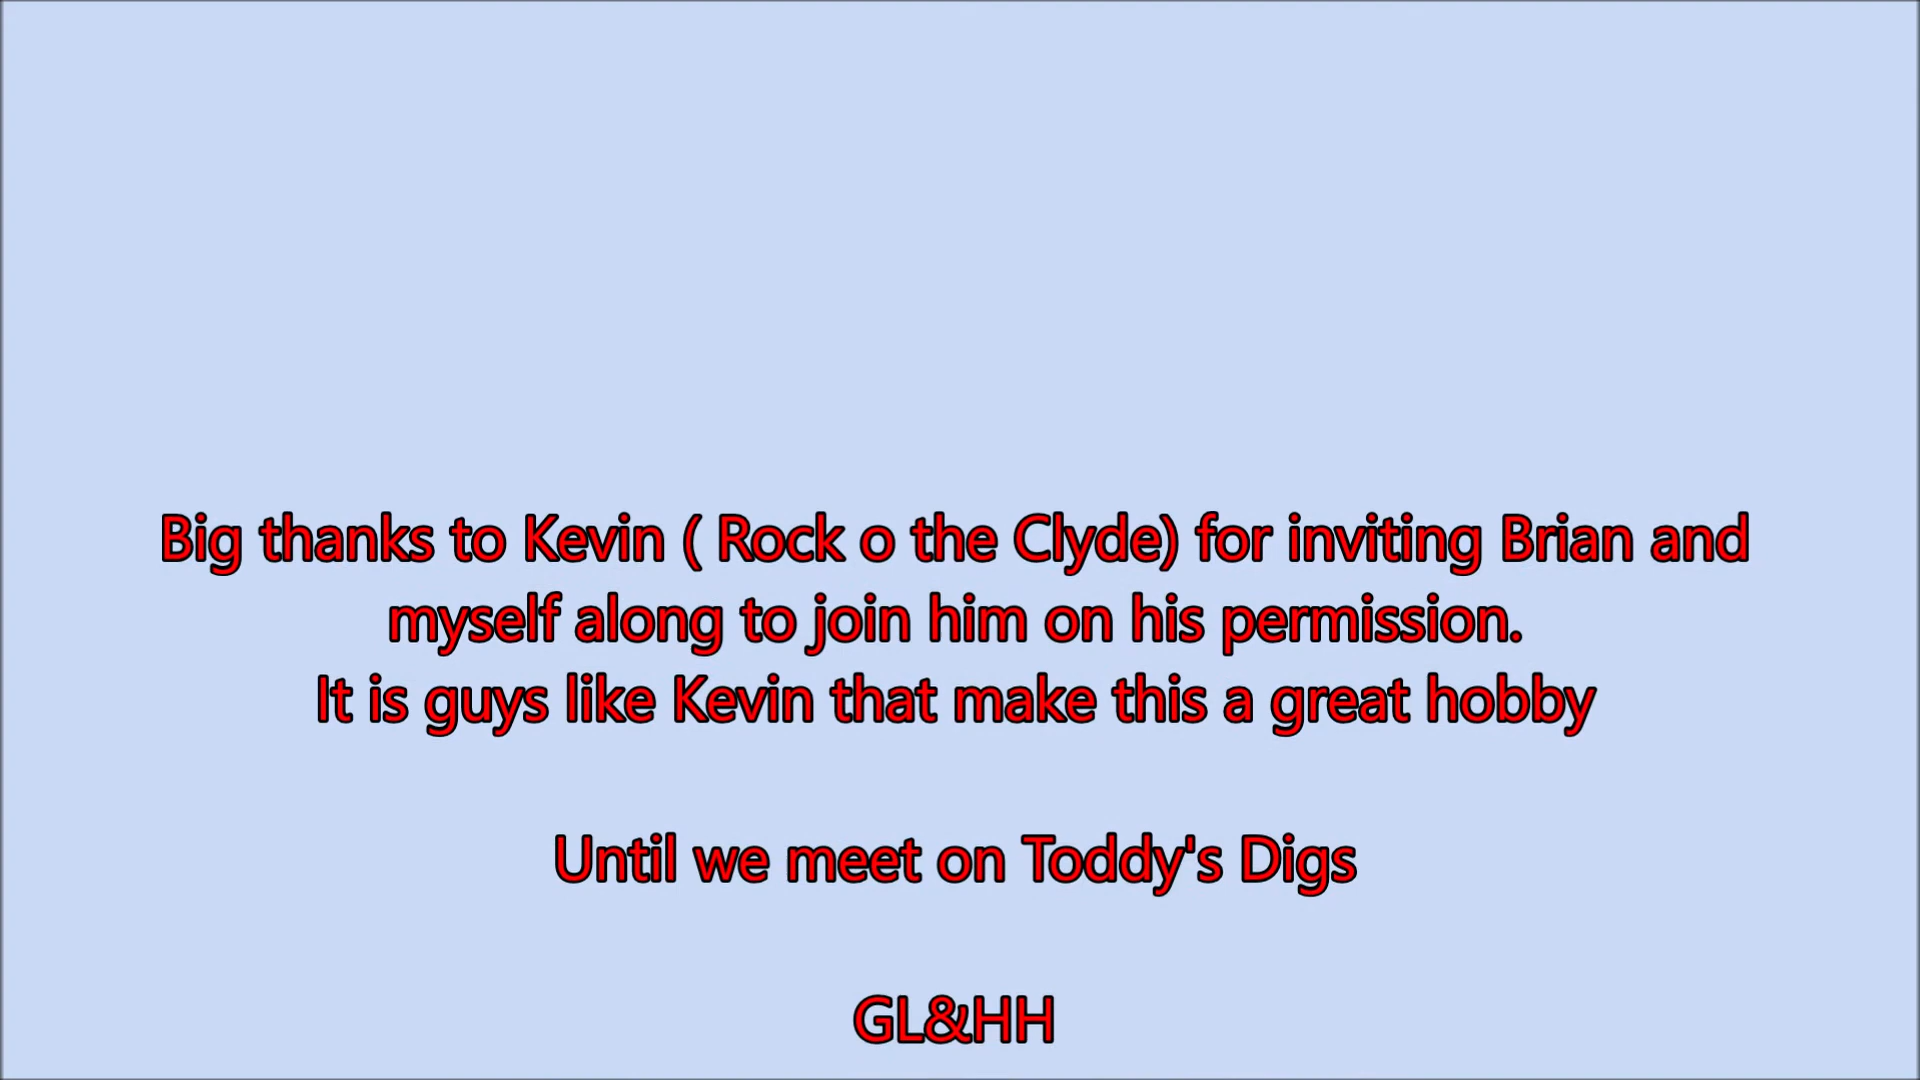 Big thanks to Kevin ( Rock o the Clyde) for inviting Brian and
myself along to join him on his permission.
It is guys like Kevin that make this a great hobby
Until we meet on Toddy's Digs
GL&HH